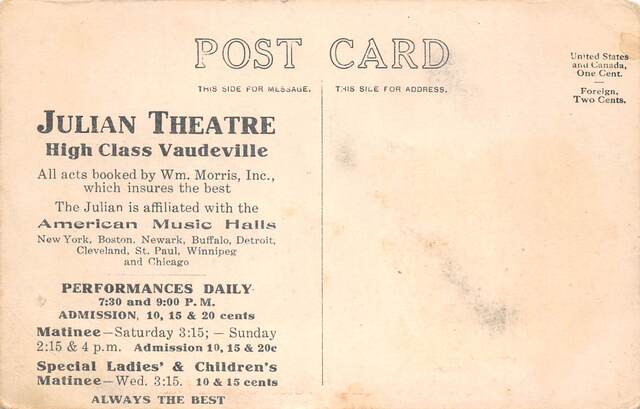 POST CARD
THIS SIDE FOR MESSAGE.
THIS SIDE FOR ADDRESS.
United States
and Canada,
One Cent.
Foreign,
Two Cents.
JULIAN THEATRE
High Class Vaudeville
All acts booked by Wm. Morris, Inc.,
which insures the best
The Julian is affiliated with the
American Music Halls
New York, Boston, Newark, Buffalo, Detroit,
Cleveland, St. Paul, Winnipeg
and Chicago
PERFORMANCES DAILY
7:30 and 9:00 P. M.
ADMISSION, 10, 15 & 20 cents
Matinee—Saturday 3:15; — Sunday
2:15 & 4 p.m. Admission 10, 15 & 20c
Special Ladies' & Children's
Matinee—Wed. 3:15. 10 & 15 cents
ALWAYS THE BEST